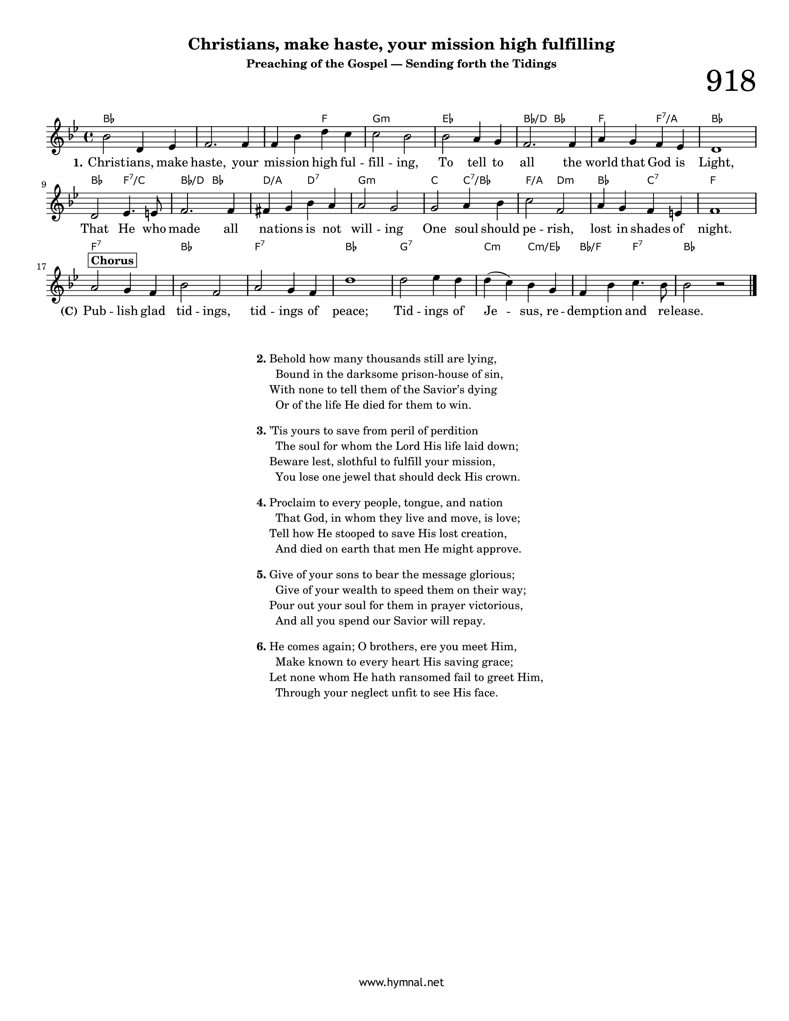 Christians, make haste, your mission high fulfilling
Preaching of the Gospel — Sending forth the Tidings
918
B♭ F Gm E♭ B♭/D B♭ F F7/A B♭
1. Christians, make haste, your mission high ful - fill - ing, To tell to all the world that God is Light,
9
B♭ F7/C B♭/D B♭ D/A D7 Gm C C7/B♭ F/A Dm B♭ C7 F
That He who made all nations is not will - ing One soul should pe - rish, lost in shades of night.
F7 B♭ F7 B♭ G7 Cm Cm/E♭ B♭/F F7 B♭
17
Chorus
(C) Pub - lish glad tid - ings, tid - ings of peace; Tid - ings of Je - sus, re - demption and release.
2. Behold how many thousands still are lying,
Bound in the darksome prison-house of sin,
With none to tell them of the Savior's dying
Or of the life He died for them to win.
3. 'Tis yours to save from peril of perdition
The soul for whom the Lord His life laid down;
Beware lest, slothful to fulfill your mission,
You lose one jewel that should deck His crown.
4. Proclaim to every people, tongue, and nation
That God, in whom they live and move, is love;
Tell how He stooped to save His lost creation,
And died on earth that men He might approve.
5. Give of your sons to bear the message glorious;
Give of your wealth to speed them on their way;
Pour out your soul for them in prayer victorious,
And all you spend our Savior will repay.
6. He comes again; O brothers, ere you meet Him,
Make known to every heart His saving grace;
Let none whom He hath ransomed fail to greet Him,
Through your neglect unfit to see His face.
www.hymnal.net